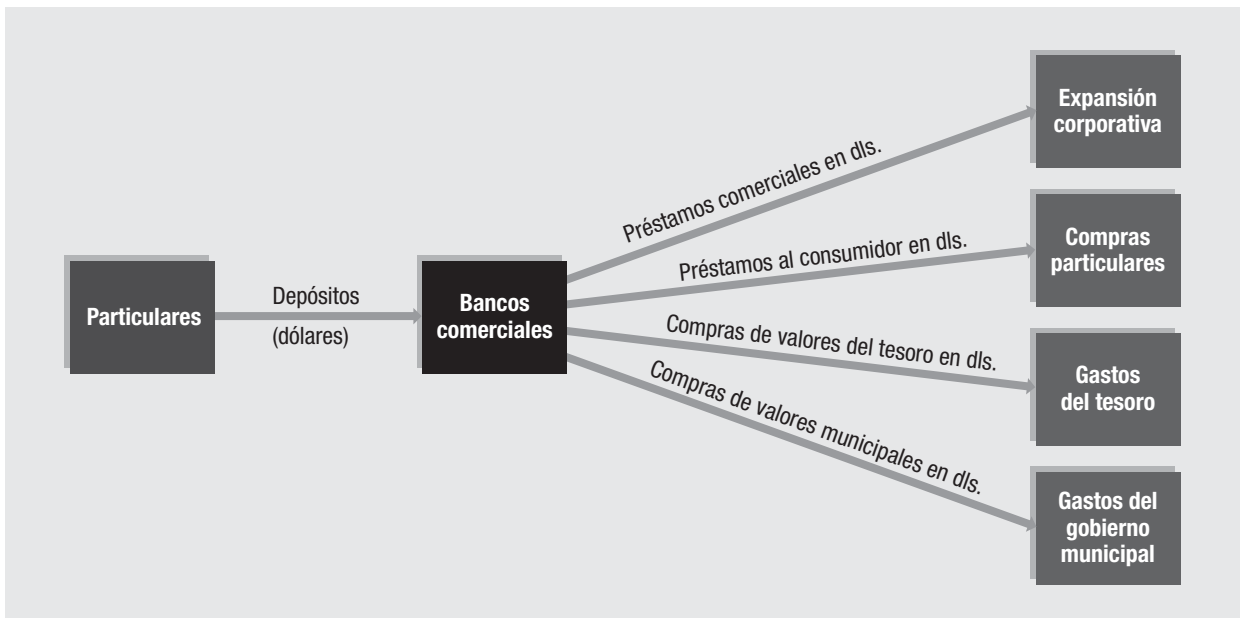 Particulares
Depósitos
(dólares)
Bancos
comerciales
Préstamos comerciales en dls.
Préstamos al consumidor en dls.
Compras de valores del tesoro en dls.
Compras de valores municipales en dls.
Expansión
corporativa
Compras
particulares
Gastos
del tesoro
Gastos del
gobierno
municipal